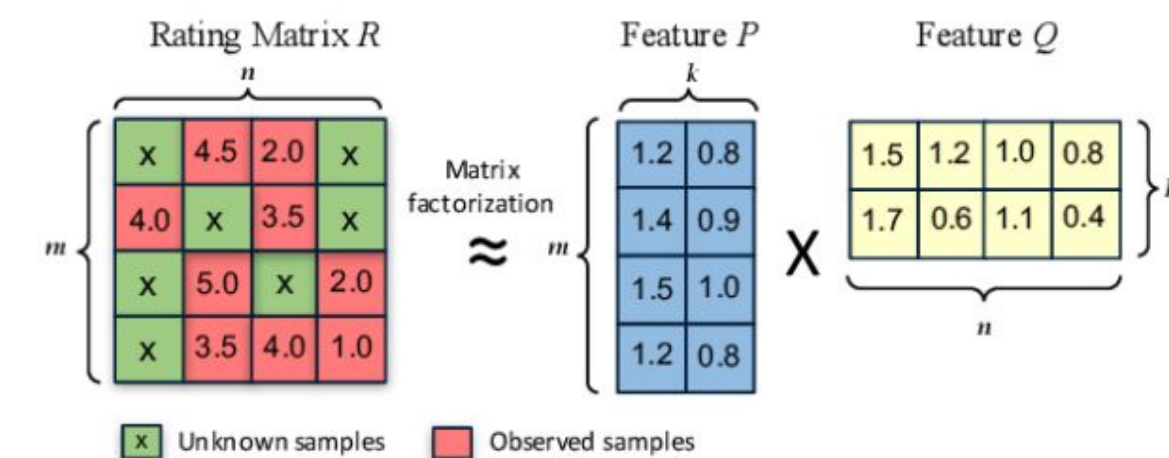 Rating Matrix R
Feature P
Feature Q
n
k
x 4.5 2.0 x
4.0 x 3.5 x
x 5.0 x 2.0
x 3.5 4.0 1.0
m
Matrix
factorization
≈
m
1.2 0.8
1.4 0.9
1.5 1.0
1.2 0.8
X
1.5 1.2 1.0 0.8
1.7 0.6 1.1 0.4
n
x Unknown samples
Observed samples